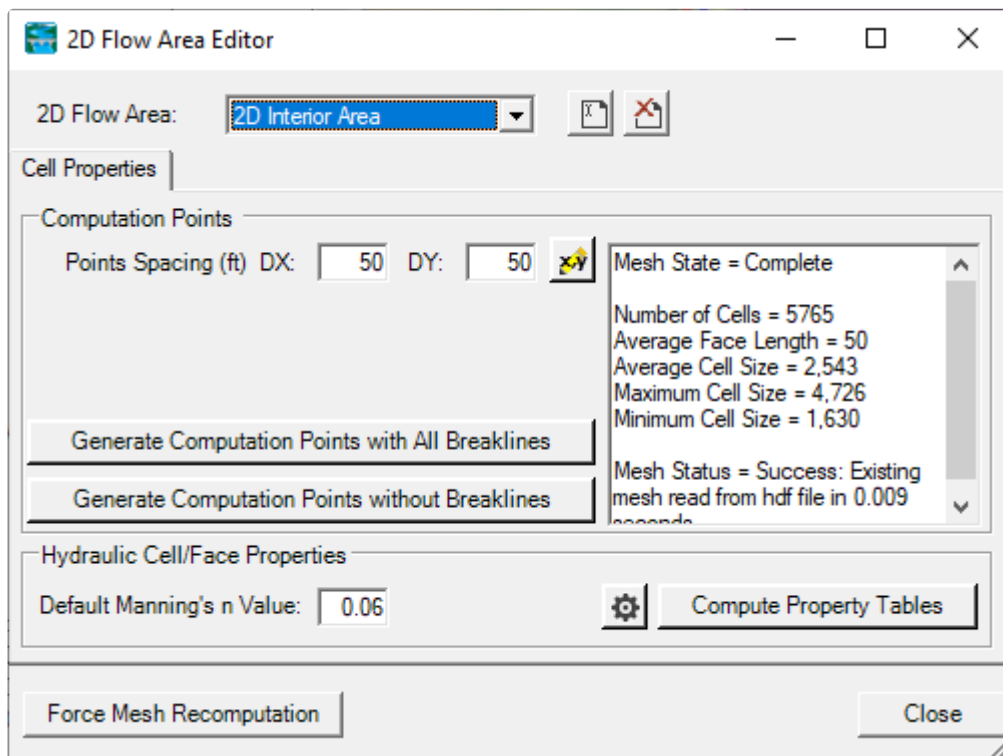 2D Flow Area Editor
2D Flow Area: 2D Interior Area
Cell Properties
Computation Points
Points Spacing (ft) DX: 50 DY: 50
Mesh State = Complete
Number of Cells = 5765
Average Face Length = 50
Average Cell Size = 2,543
Maximum Cell Size = 4,726
Minimum Cell Size = 1,630
Mesh Status = Success: Existing
mesh read from hdf file in 0.009
seconds
Generate Computation Points with All Breaklines
Generate Computation Points without Breaklines
Hydraulic Cell/Face Properties
Default Manning's n Value: 0.06
Compute Property Tables
Force Mesh Recomputation
Close